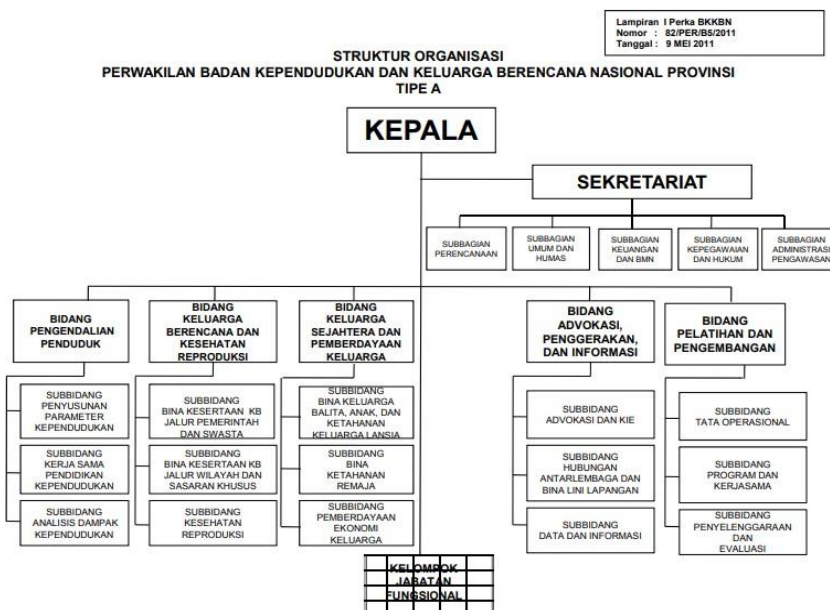 Lampiran I Perka BKKBN
Nomor : 82/PER/B5/2011
Tanggal : 9 MEI 2011
STRUKTUR ORGANISASI
PERWAKILAN BADAN KEPENDUDUKAN DAN KELUARGA BERENCANA NASIONAL PROVINSI
TIPE A
KEPALA
SEKRETARIAT
SUBBAGIAN
PERENCANAAN
SUBBAGIAN
UMUM DAN
HUMAS
SUBBAGIAN
KEUANGAN
DAN BMN
SUBBAGIAN
KEPEGAWAIAN
DAN HUKUM
SUBBAGIAN
ADMINISTRASI
PENGAWASAN
BIDANG
PENGENDALIAN
PENDUDUK
BIDANG
KELUARGA
BERENCANA DAN
KESEHATAN
REPRODUKSI
BIDANG
KELUARGA
SEJAHTERA DAN
PEMBERDAYAAN
KELUARGA
BIDANG
ADVOKASI,
PENGGERAKAN,
DAN INFORMASI
BIDANG
PELATIHAN DAN
PENGEMBANGAN
SUBBIDANG
PENYUSUNAN
PARAMETER
KEPENDUDUKAN
SUBBIDANG
BINA KESERTAAN KB
JALUR PEMERINTAH
DAN SWASTA
SUBBIDANG
BINA KELUARGA
BALITA, ANAK, DAN
KETAHANAN
KELUARGA LANSIA
SUBBIDANG
ADVOKASI DAN KIE
SUBBIDANG
TATA OPERASIONAL
SUBBIDANG
KERJA SAMA
PENDIDIKAN
KEPENDUDUKAN
SUBBIDANG
BINA KESERTAAN KB
JALUR WILAYAH DAN
SASARAN KHUSUS
SUBBIDANG
BINA
KETAHANAN
REMAJA
SUBBIDANG
HUBUNGAN
ANTARLEMBAGA DAN
BINA LINI LAPANGAN
SUBBIDANG
PROGRAM DAN
KERJASAMA
SUBBIDANG
ANALISIS DAMPAK
KEPENDUDUKAN
SUBBIDANG
KESEHATAN
REPRODUKSI
SUBBIDANG
PEMBERDAYAAN
EKONOMI
KELUARGA
SUBBIDANG
DATA DAN INFORMASI
SUBBIDANG
PENYELENGGARAAN
DAN
EVALUASI
KELOMPOK
JABATAN
FUNGSIONAL